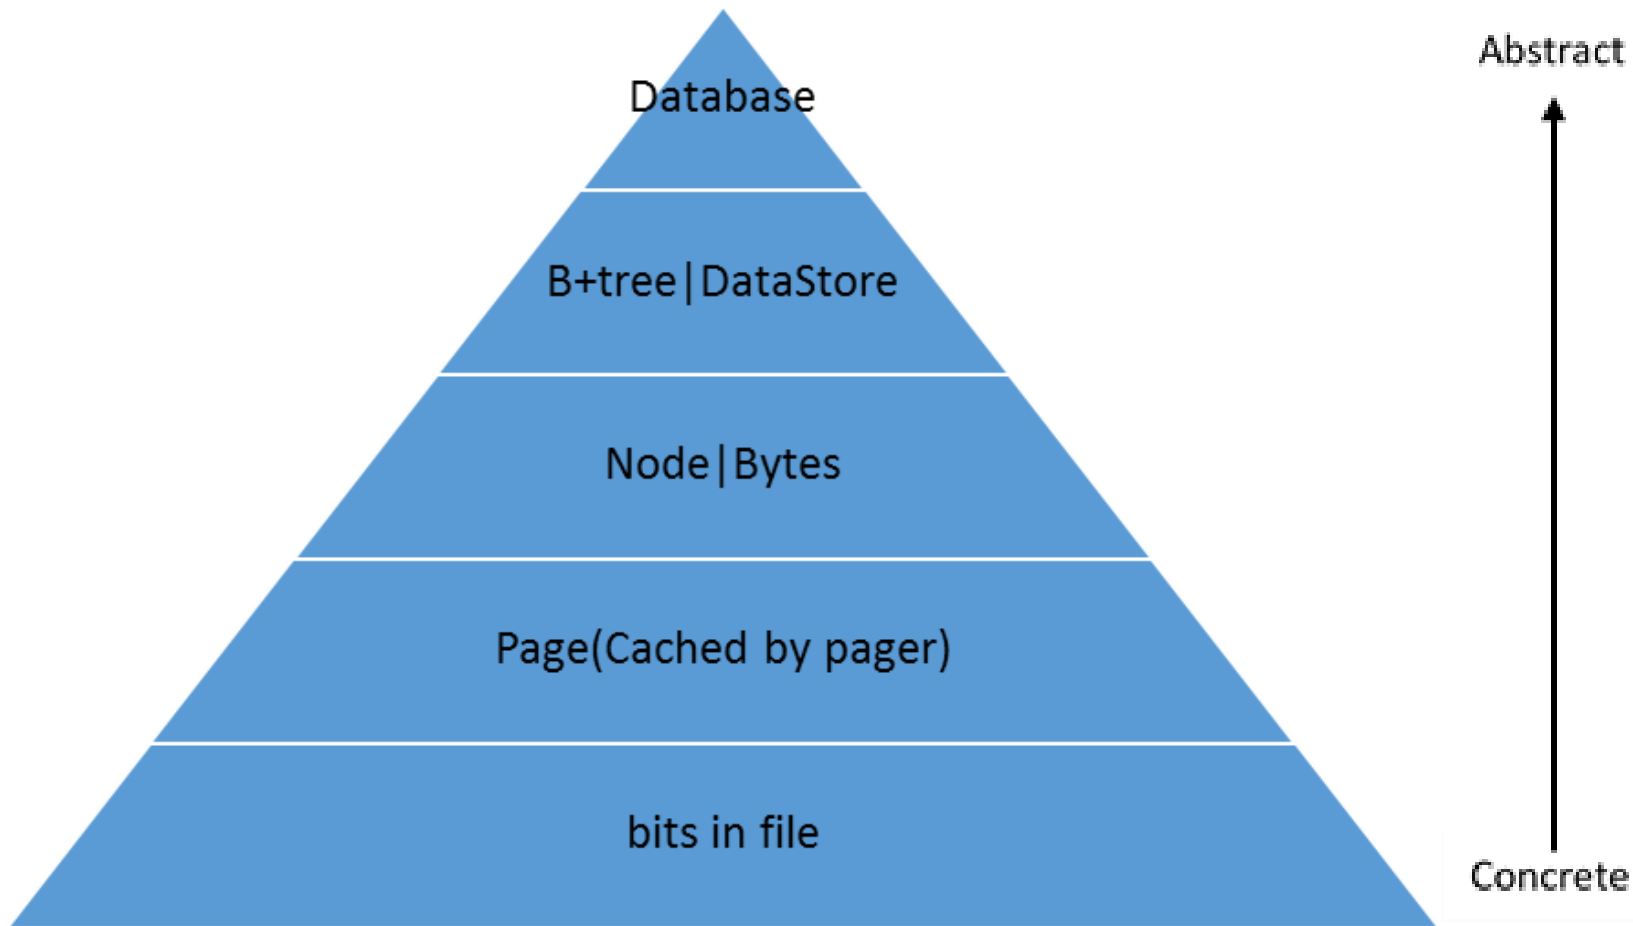 Database
Abstract
B+tree|DataStore
Node|Bytes
Page(Cached by pager)
bits in file
Concrete